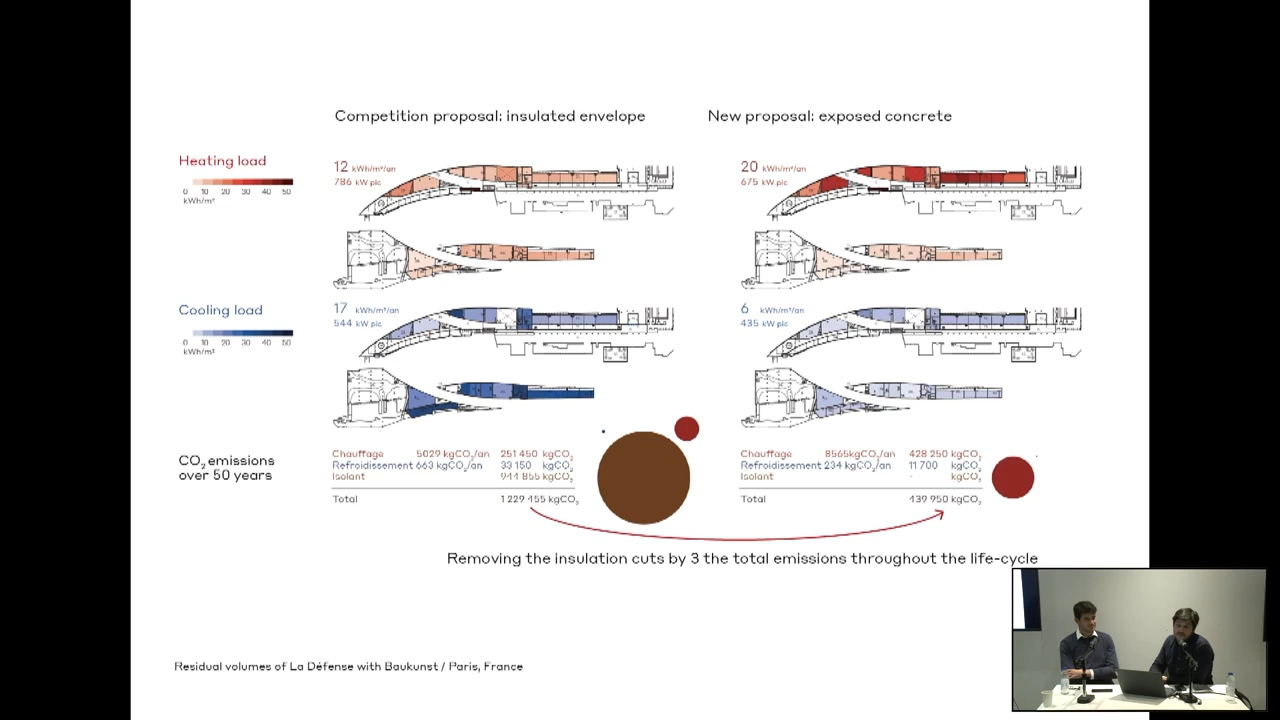 Competition proposal: insulated envelope
New proposal: exposed concrete
Heating load
0 10 20 30 40 50
kWh/m²
12 kWh/m²/an
786 kW pic
20 kWh/m²/an
675 kW pic
Cooling load
0 10 20 30 40 50
kWh/m²
17 kWh/m²/an
544 kW pic
6 kWh/m²/an
435 kW pic
CO₂ emissions
over 50 years
Chauffage 5029 kgCO₂/an 251 450 kgCO₂
Refroidissement 663 kgCO₂/an 33 150 kgCO₂
Isolant 944 855 kgCO₂
Total 1 229 455 kgCO₂
Chauffage 8565kgCO₂/an 428 250 kgCO₂
Refroidissement 234 kgCO₂/an 11 700 kgCO₂
Isolant - kgCO₂
Total 439 950 kgCO₂
Removing the insulation cuts by 3 the total emissions throughout the life-cycle
Residual volumes of La Défense with Baukunst / Paris, France